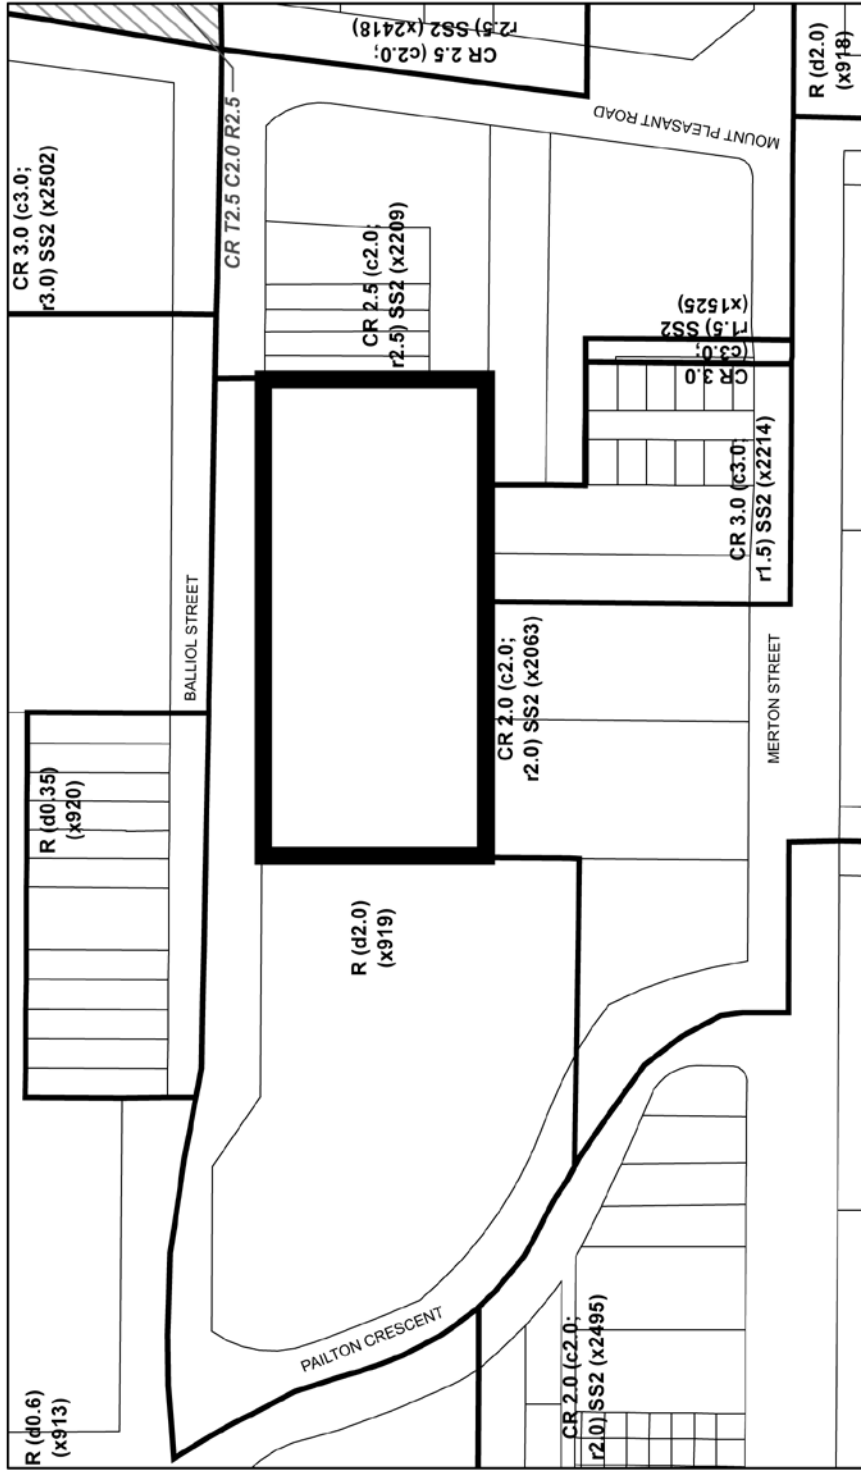 R (d0.6)
(x913)
R (d0.35)
(x920)
CR 3.0 (c3.0;
r3.0) SS2 (x2502)
BALLIOL STREET
CR T2.5 C2.0 R2.5
PAILTON CRESCENT
R (d2.0)
(x919)
CR 2.5 (c2.0;
r2.5) SS2 (x2209)
CR 2.5 (c2.0;
r2.5) SS2 (x2418)
CR 2.0 (c2.0;
r2.0) SS2 (x2063)
CR 2.0 (c2.0;
r2.0) SS2 (x2495)
MOUNT PLEASANT ROAD
CR 3.0
(c3.0;
r1.5) SS2
(x1525)
CR 3.0 (c3.0;
r1.5) SS2 (x2214)
MERTON STREET
R (d2.0)
(x918)